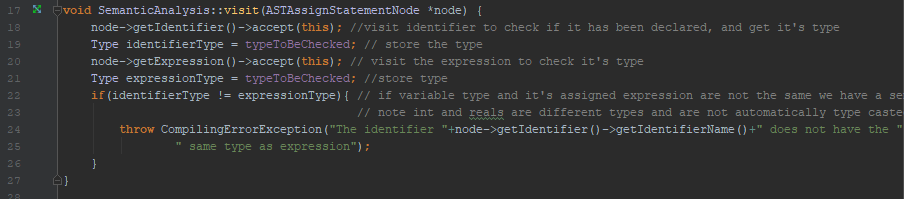 17 void SemanticAnalysis::visit(ASTAssignStatementNode *node) {
18 node->getIdentifier()->accept(this); //visit identifier to check if it has been declared, and get it's type
19 Type identifierType = typeToBeChecked; // store the type
20 node->getExpression()->accept(this); // visit the expression to check it's type
21 Type expressionType = typeToBeChecked; //store type
22 if(identifierType != expressionType){ // if variable type and it's assigned expression are not the same we have a se
23 // note int and reals are different types and are not automatically type caste
24 throw CompilingErrorException("The identifier "+node->getIdentifier()->getIdentifierName()+" does not have the "
25 " same type as expression");
26 }
27 }
28